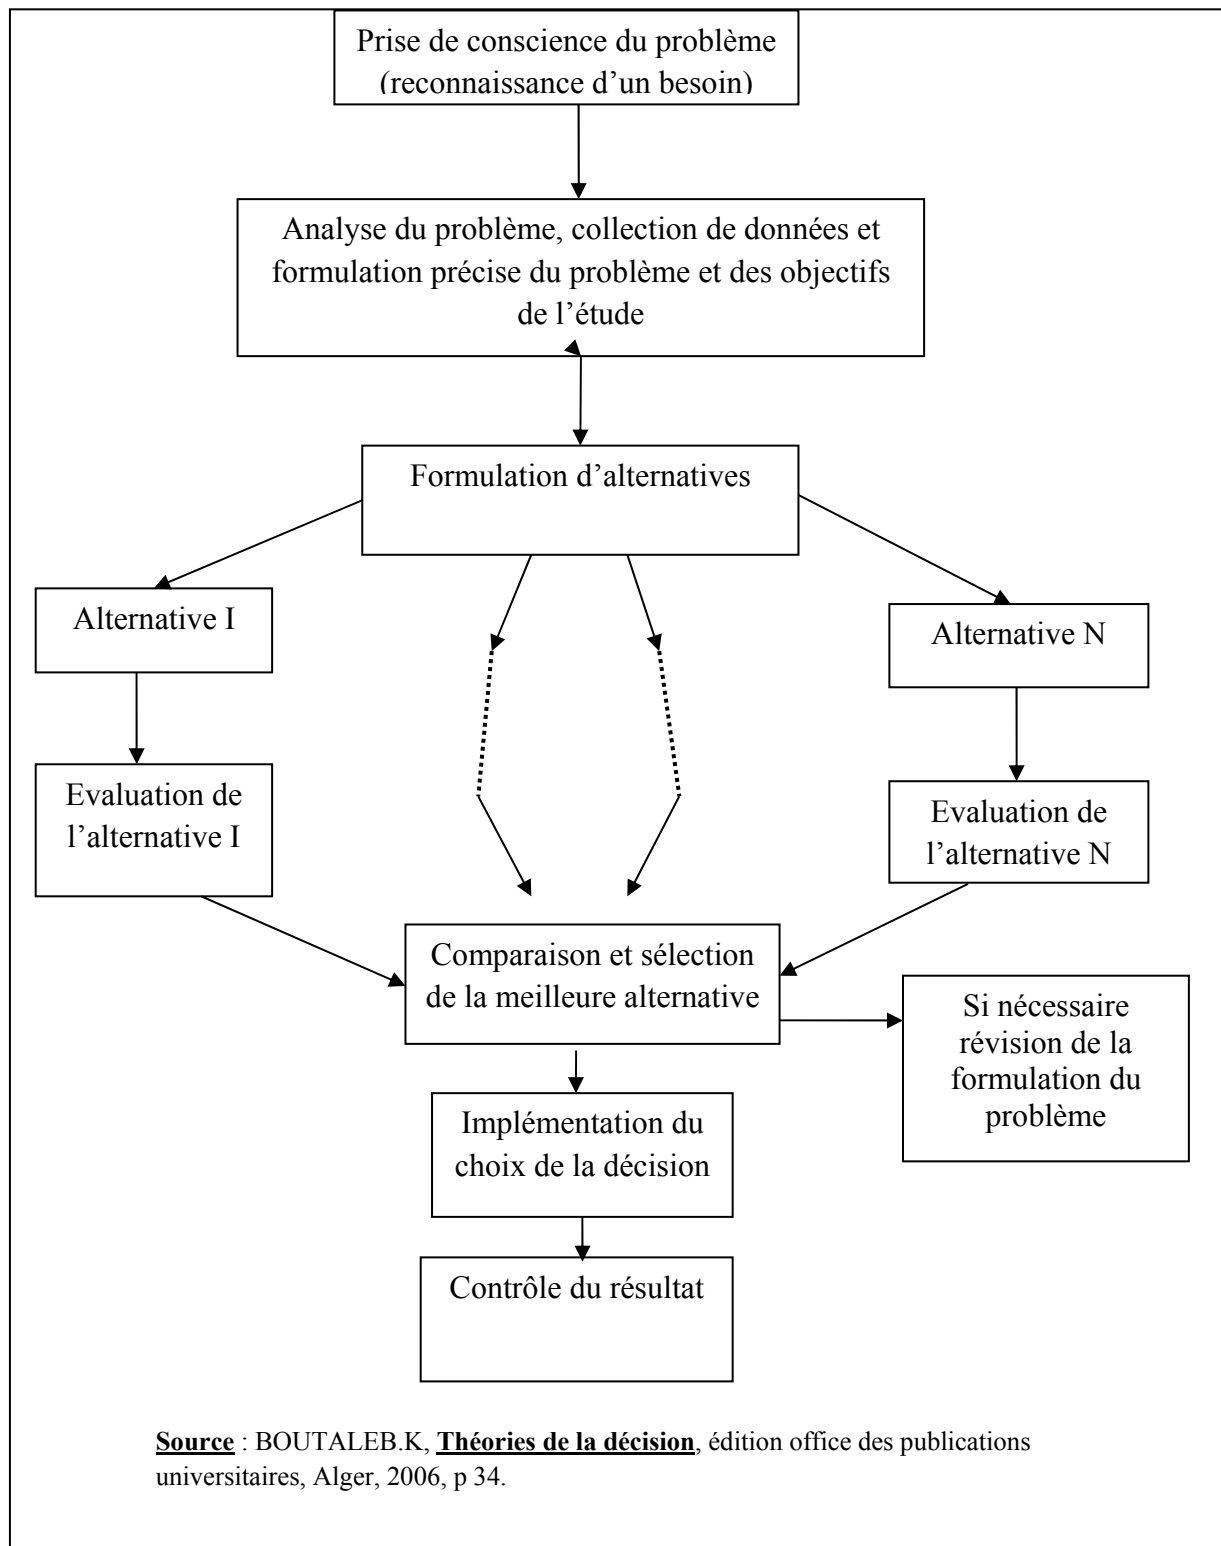 Prise de conscience du problème
(reconnaissance d’un besoin)
Analyse du problème, collection de données et
formulation précise du problème et des objectifs
de l’étude
Formulation d’alternatives
Alternative I
Alternative N
Evaluation de
l’alternative I
Evaluation de
l’alternative N
Comparaison et sélection
de la meilleure alternative
Si nécessaire
révision de la
formulation du
problème
Implémentation du
choix de la décision
Contrôle du résultat
Source : BOUTALEB.K, Théories de la décision, édition office des publications
universitaires, Alger, 2006, p 34.